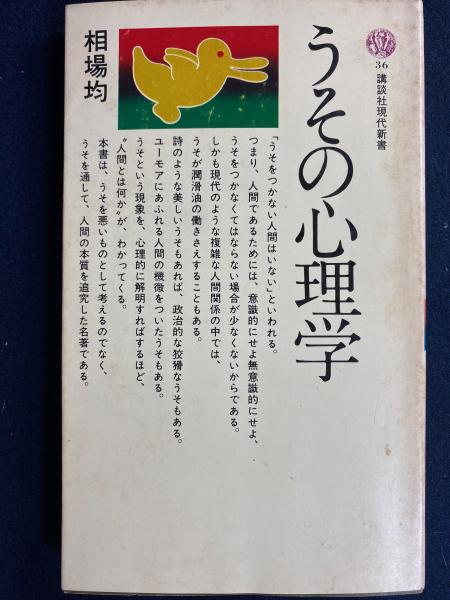 36 講談社現代新書
うその心理学
「うそをつかない人間はいない」といわれる。
つまり、人間であるためには、意識的にせよ無意識的にせよ、
うそをつかなくてはならない場合が少なくないからである。
しかも現代のような複雑な人間関係の中では、
うそが潤滑油の働きさえすることもある。
詩のような美しいうそもあれば、政治的な狡猾なうそもある。
ユーモアにあふれる人間の機微をついたうそもある。
うそという現象を、心理的に解明すればするほど、
“人間とは何か”が、わかってくる。
本書は、うそを悪いものとして考えるのでなく、
うそを通して、人間の本質を追究した名著である。
相場均